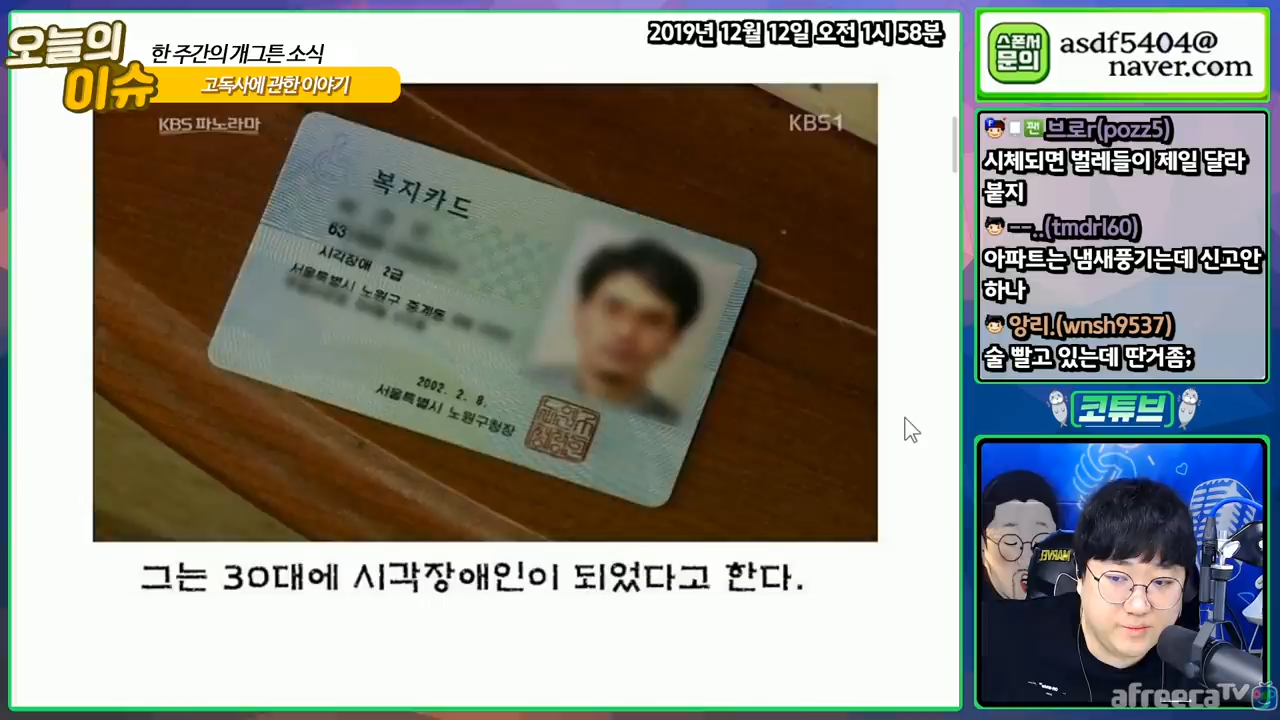 오늘의
이슈
한 주간의 개그튼 소식
고독사에 관한 이야기
2019년 12월 12일 오전 1시 58분
KBS 파노라마
KBS1
복지카드
63
시각장애 2급
서울특별시 노원구 중계동
2002. 2. 8.
서울특별시 노원구청장
그는 30대에 시각장애인이 되었다고 한다.
스폰서
문의
asdf5404@
naver.com
팬 브로r(pozz5)
시체되면 벌레들이 제일 달라
붙지
--..(tmdrl60)
아파트는 냄새풍기는데 신고안
하나
앙리.(wnsh9537)
술 빨고 있는데 딴거좀;
코튜브
MARVEL
afreecaTV